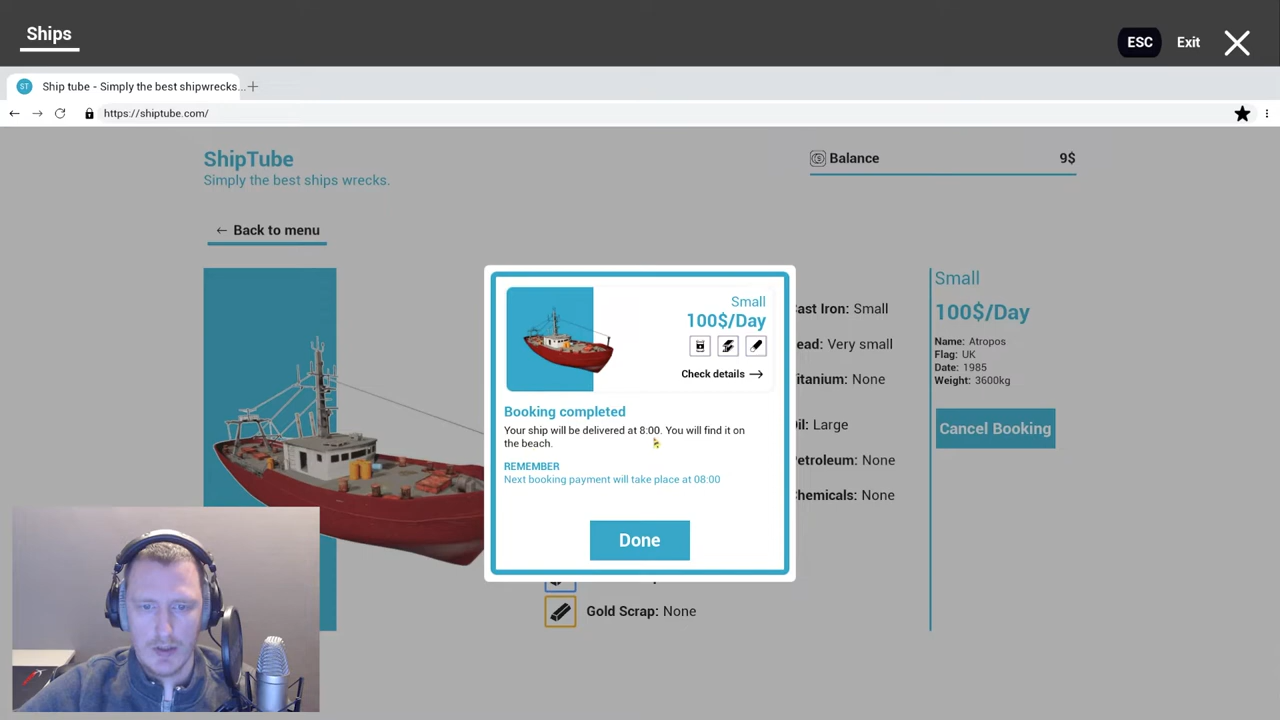 Ships
ESC Exit
ST Ship tube - Simply the best shipwrecks...
https://shiptube.com/
ShipTube
Simply the best ships wrecks.
Balance 9$
Back to menu
Small
100$/Day
Check details
Booking completed
Your ship will be delivered at 8:00. You will find it on
the beach.
REMEMBER
Next booking payment will take place at 08:00
Done
ast Iron: Small
ead: Very small
itanium: None
il: Large
etroleum: None
hemicals: None
Gold Scrap: None
Small
100$/Day
Name: Atropos
Flag: UK
Date: 1985
Weight: 3600kg
Cancel Booking